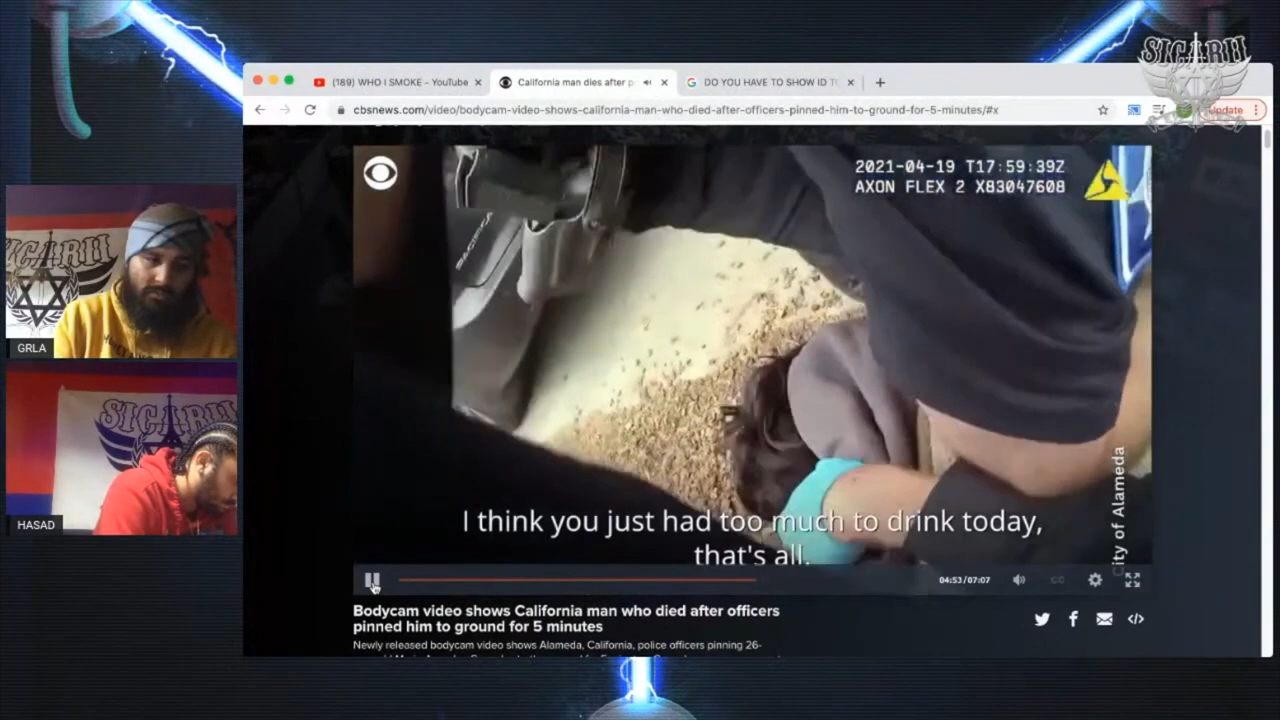 SICARII
(189) WHO I SMOKE – YouTube
California man dies after p
DO YOU HAVE TO SHOW ID T
cbsnews.com/video/bodycam-video-shows-california-man-who-died-after-officers-pinned-him-to-ground-for-5-minutes/#x
Update
2021-04-19 T17:59:39Z
AXON FLEX 2 X83047608
SICARII
GRLA
SICARII
HASAD
City of Alameda
I think you just had too much to drink today,
that's all.
04:53/07:07
CC
Bodycam video shows California man who died after officers
pinned him to ground for 5 minutes
Newly released bodycam video shows Alameda, California, police officers pinning 26-